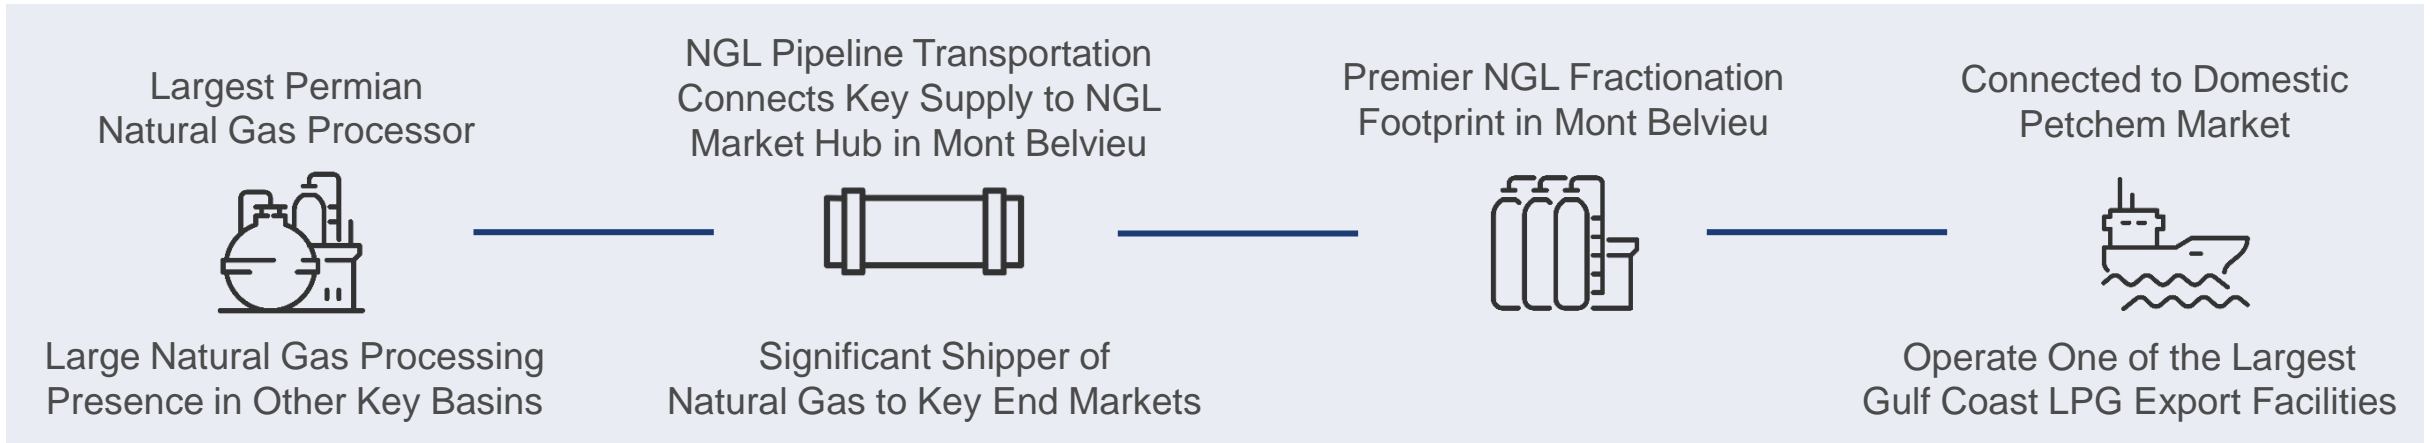 Largest Permian
Natural Gas Processor
Large Natural Gas Processing
Presence in Other Key Basins
NGL Pipeline Transportation
Connects Key Supply to NGL
Market Hub in Mont Belvieu
Significant Shipper of
Natural Gas to Key End Markets
Premier NGL Fractionation
Footprint in Mont Belvieu
Connected to Domestic
Petchem Market
Operate One of the Largest
Gulf Coast LPG Export Facilities